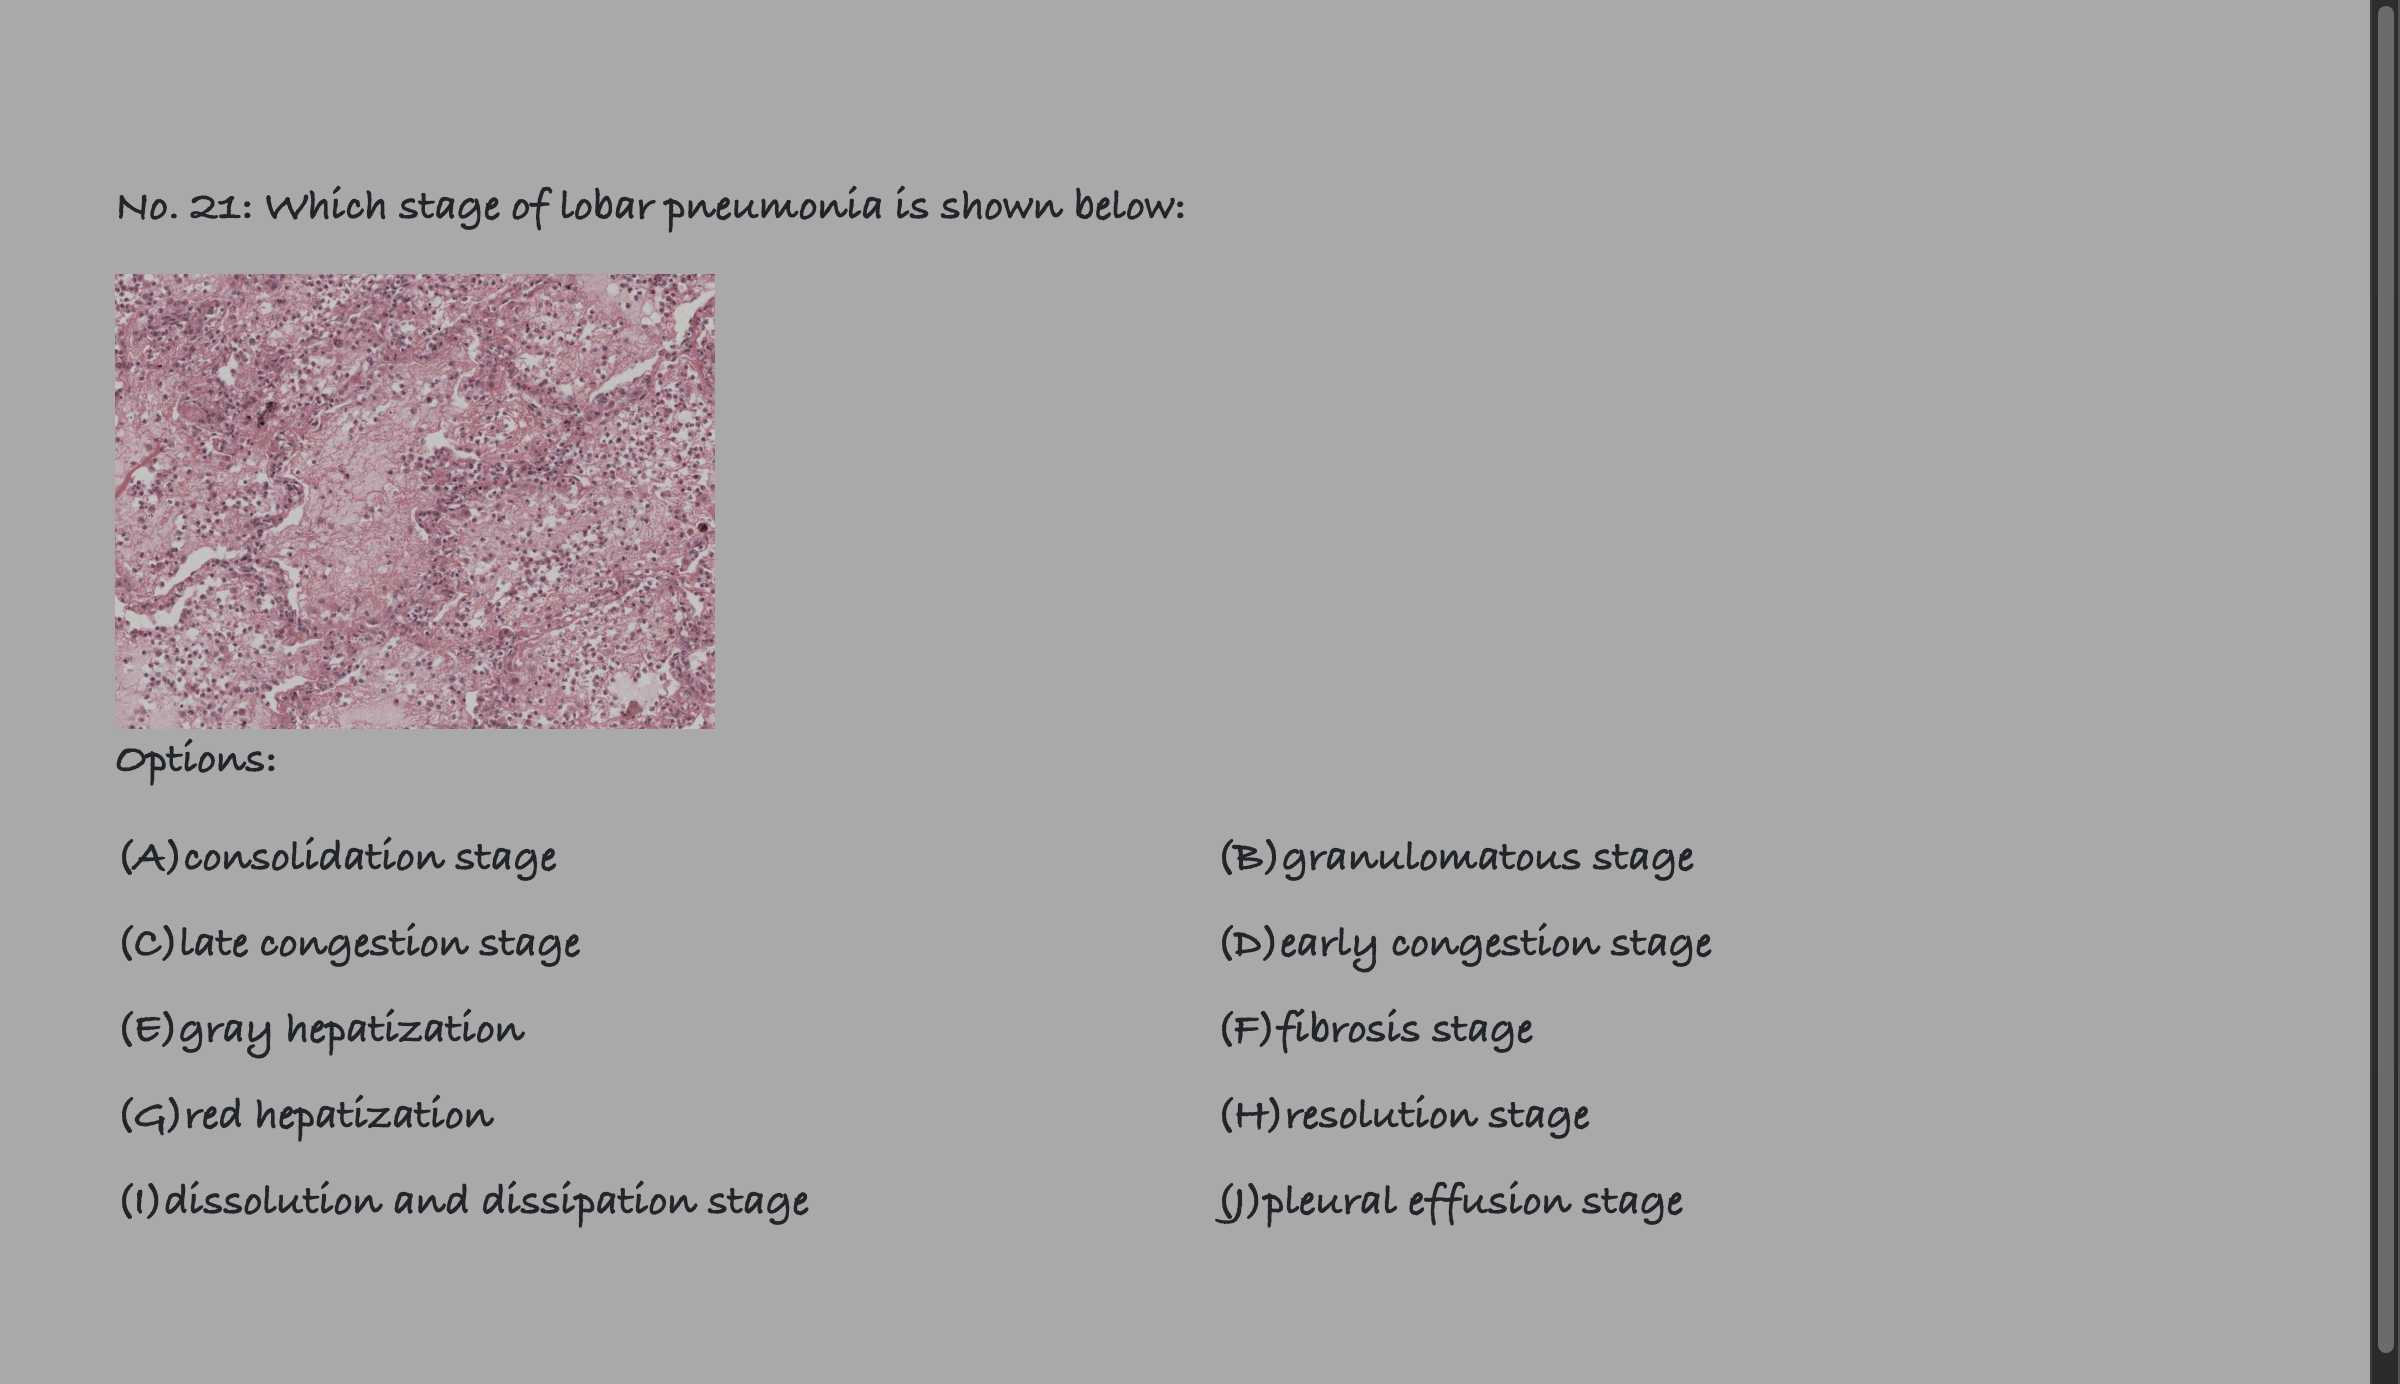 No. 21: Which stage of lobar pneumonia is shown below:
Options:
(A)consolidation stage
(B)granulomatous stage
(C)late congestion stage
(D)early congestion stage
(E)gray hepatization
(F)fibrosis stage
(G)red hepatization
(H)resolution stage
(I)dissolution and dissipation stage
(J)pleural effusion stage